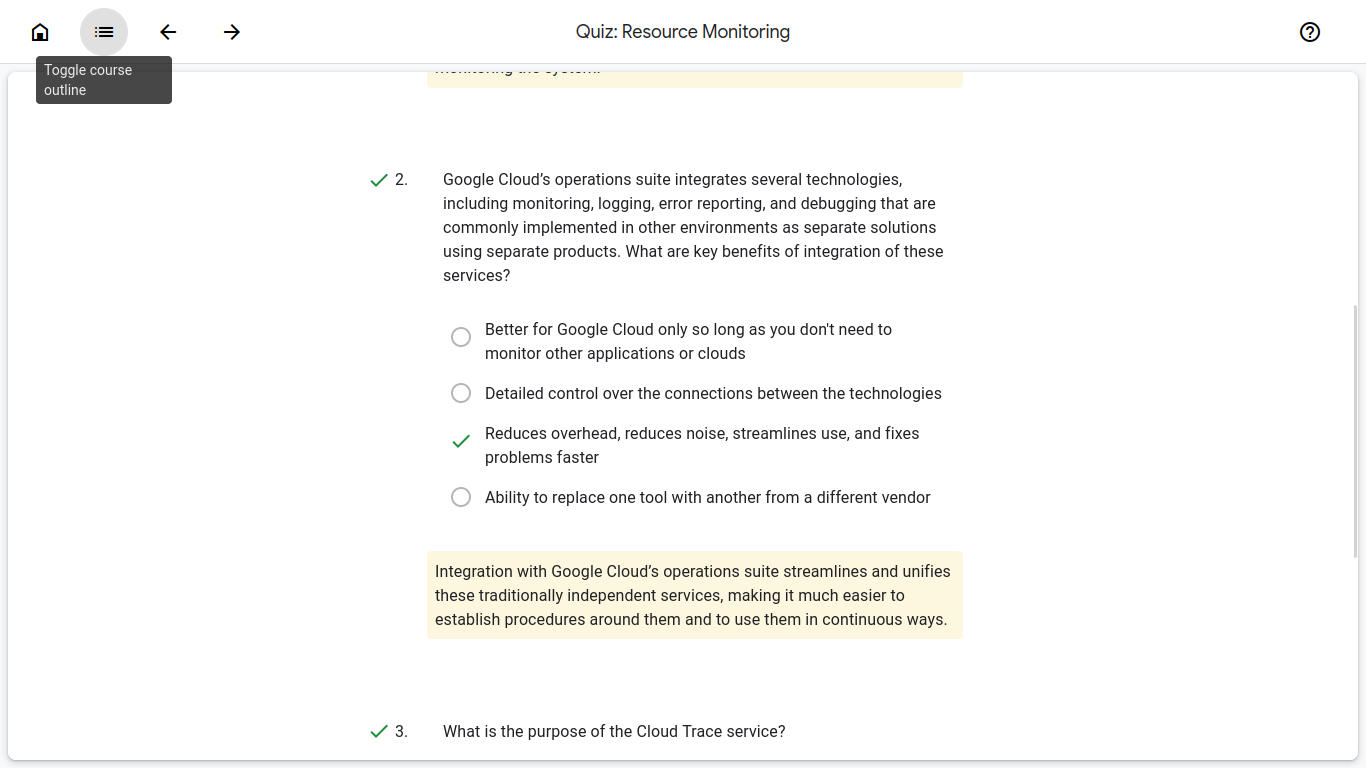 Quiz: Resource Monitoring
Toggle course
outline
monitoring the system.
2.
Google Cloud’s operations suite integrates several technologies,
including monitoring, logging, error reporting, and debugging that are
commonly implemented in other environments as separate solutions
using separate products. What are key benefits of integration of these
services?
Better for Google Cloud only so long as you don't need to
monitor other applications or clouds
Detailed control over the connections between the technologies
Reduces overhead, reduces noise, streamlines use, and fixes
problems faster
Ability to replace one tool with another from a different vendor
Integration with Google Cloud’s operations suite streamlines and unifies
these traditionally independent services, making it much easier to
establish procedures around them and to use them in continuous ways.
3.
What is the purpose of the Cloud Trace service?